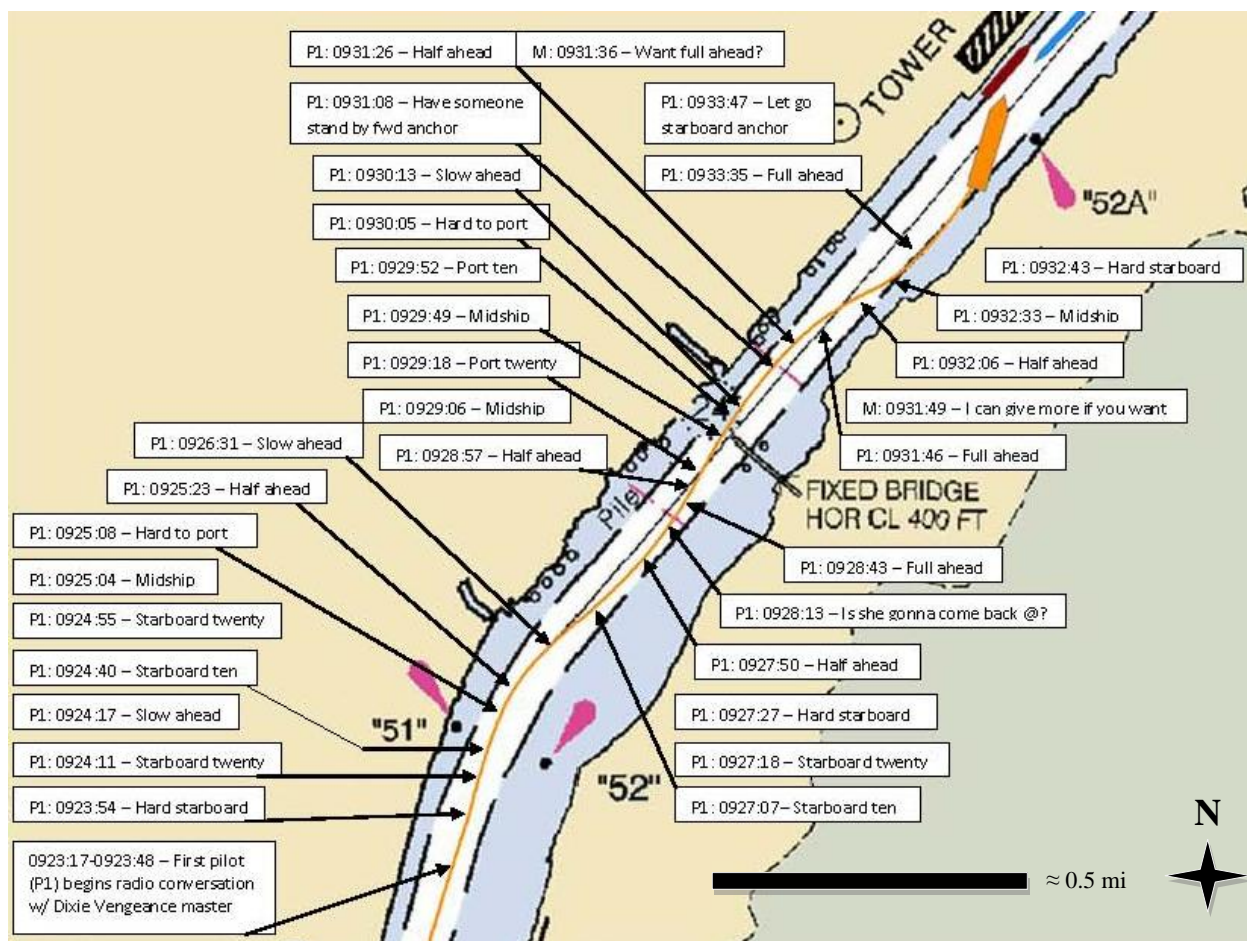 P1: 0931:26 – Half ahead
M: 0931:36 – Want full ahead?
P1: 0931:08 – Have someone
stand by fwd anchor
P1: 0933:47 – Let go
starboard anchor
TOWER
P1: 0930:13 – Slow ahead
P1: 0933:35 – Full ahead
"52A"
P1: 0930:05 – Hard to port
P1: 0929:52 – Port ten
P1: 0932:43 – Hard starboard
P1: 0929:49 – Midship
P1: 0932:33 – Midship
P1: 0929:18 – Port twenty
P1: 0932:06 – Half ahead
P1: 0929:06 – Midship
M: 0931:49 – I can give more if you want
P1: 0926:31 – Slow ahead
P1: 0928:57 – Half ahead
P1: 0931:46 – Full ahead
P1: 0925:23 – Half ahead
Pile
FIXED BRIDGE
HOR CL 400 FT
P1: 0925:08 – Hard to port
P1: 0928:43 – Full ahead
P1: 0925:04 – Midship
P1: 0928:13 – Is she gonna come back @?
P1: 0924:55 – Starboard twenty
P1: 0927:50 – Half ahead
P1: 0924:40 – Starboard ten
P1: 0924:17 – Slow ahead
"51"
P1: 0927:27 – Hard starboard
P1: 0924:11 – Starboard twenty
P1: 0927:18 – Starboard twenty
"52"
P1: 0923:54 – Hard starboard
P1: 0927:07– Starboard ten
N
0923:17-0923:48 – First pilot
(P1) begins radio conversation
w/ Dixie Vengeance master
≈ 0.5 mi